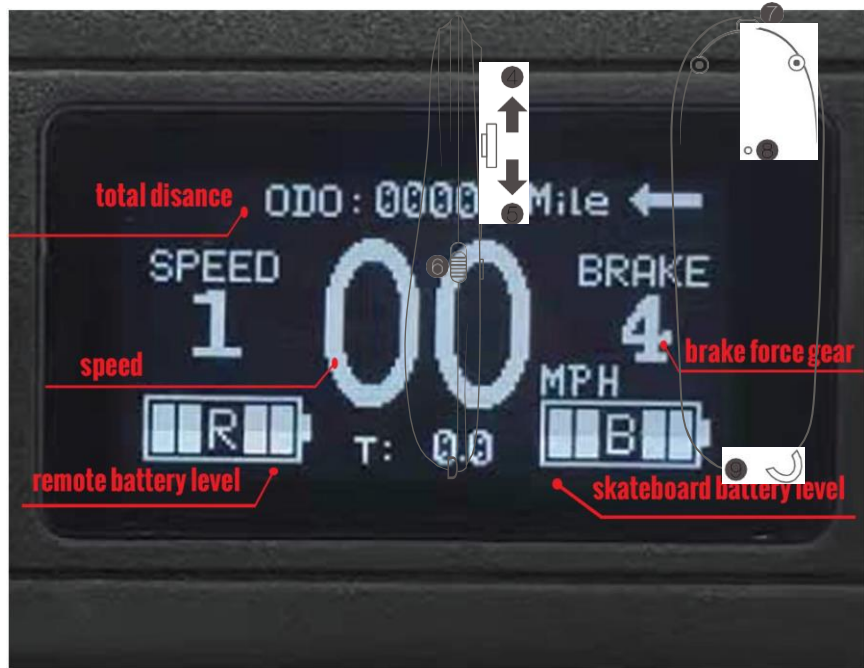 7
4
8
total disance
ODO: 0000 Mile
5
SPEED
6
BRAKE
1
00
4
speed
brake force gear
MPH
R
T: 0.0
B
9
remote battery level
skateboard battery level